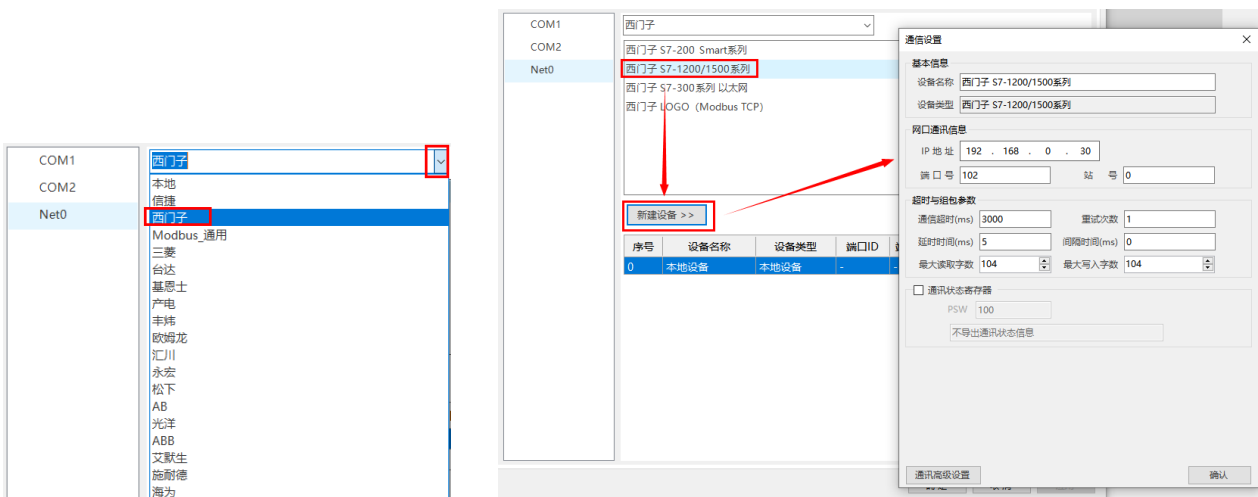 COM1
COM2
Net0
西门子
本地
信捷
西门子
Modbus_通用
三菱
台达
基恩士
产电
丰炜
欧姆龙
汇川
永宏
松下
AB
光洋
ABB
艾默生
施耐德
海为
COM1
COM2
Net0
西门子
西门子 S7-200 Smart系列
西门子 S7-1200/1500系列
西门子 S7-300系列 以太网
西门子 LOGO（Modbus TCP）
新建设备 >>
序号 设备名称 设备类型 端口ID
0 本地设备 本地设备 - -
通信设置
基本信息
设备名称 西门子 S7-1200/1500系列
设备类型 西门子 S7-1200/1500系列
网口通讯信息
IP 地 址 192 . 168 . 0 . 30
端 口 号 102 站 号 0
超时与组包参数
通信超时(ms) 3000 重试次数 1
延时时间(ms) 5 间隔时间(ms) 0
最大读取字数 104 最大写入字数 104
通讯状态寄存器
PSW 100
不导出通讯状态信息
通讯高级设置 确认